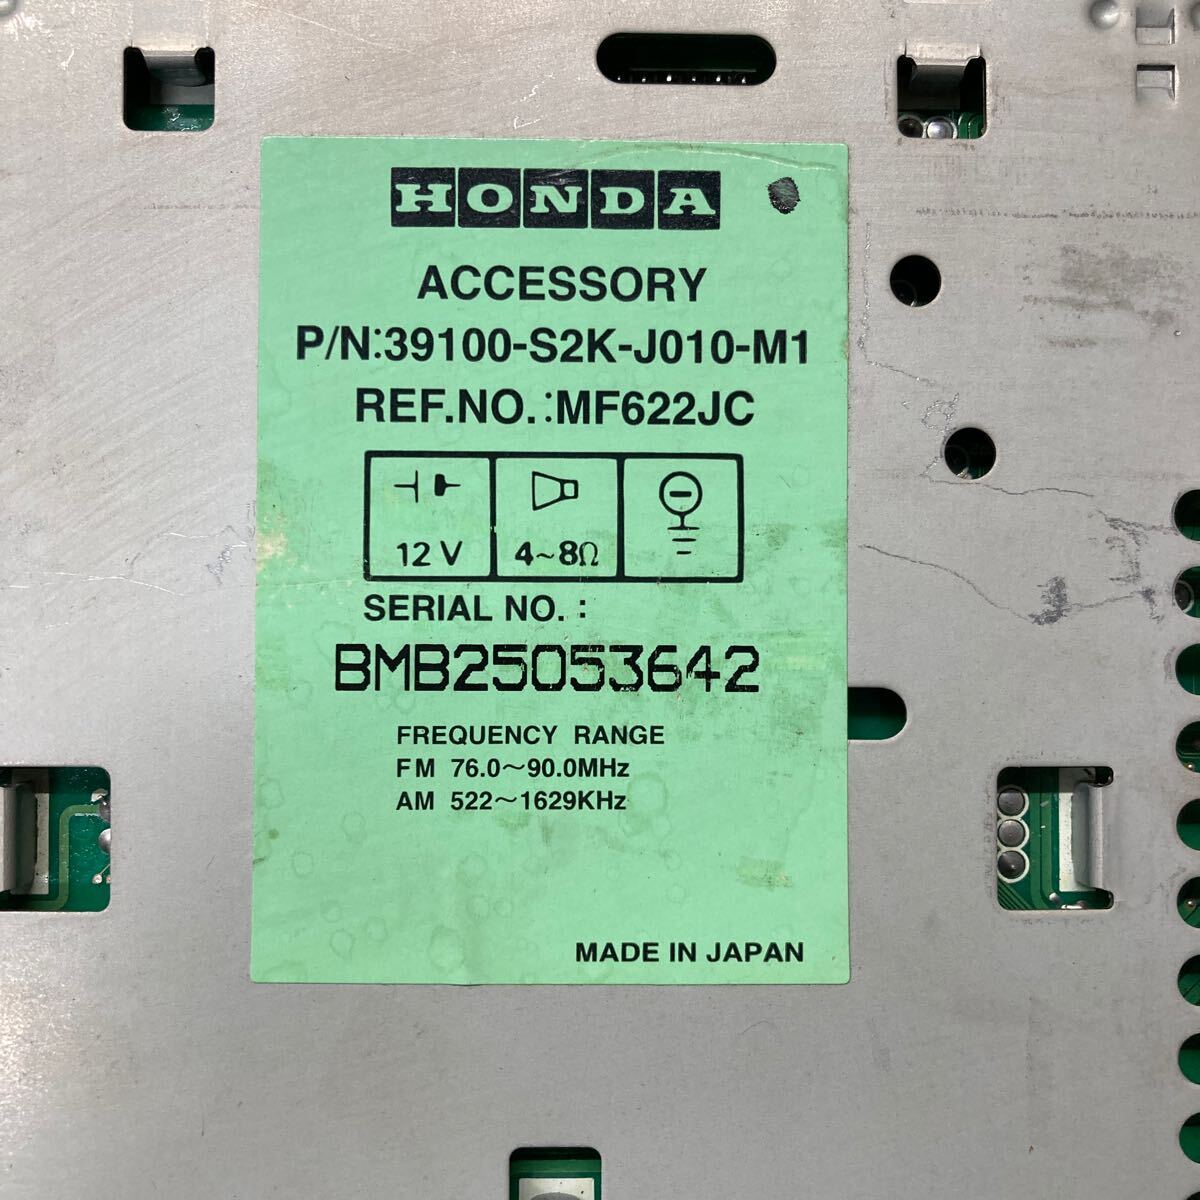 HONDA
ACCESSORY
P/N:39100-S2K-J010-M1
REF.NO.:MF622JC
12V 4~8Ω
SERIAL NO. :
BMB25053642
FREQUENCY RANGE
FM 76.0~90.0MHz
AM 522~1629KHz
MADE IN JAPAN